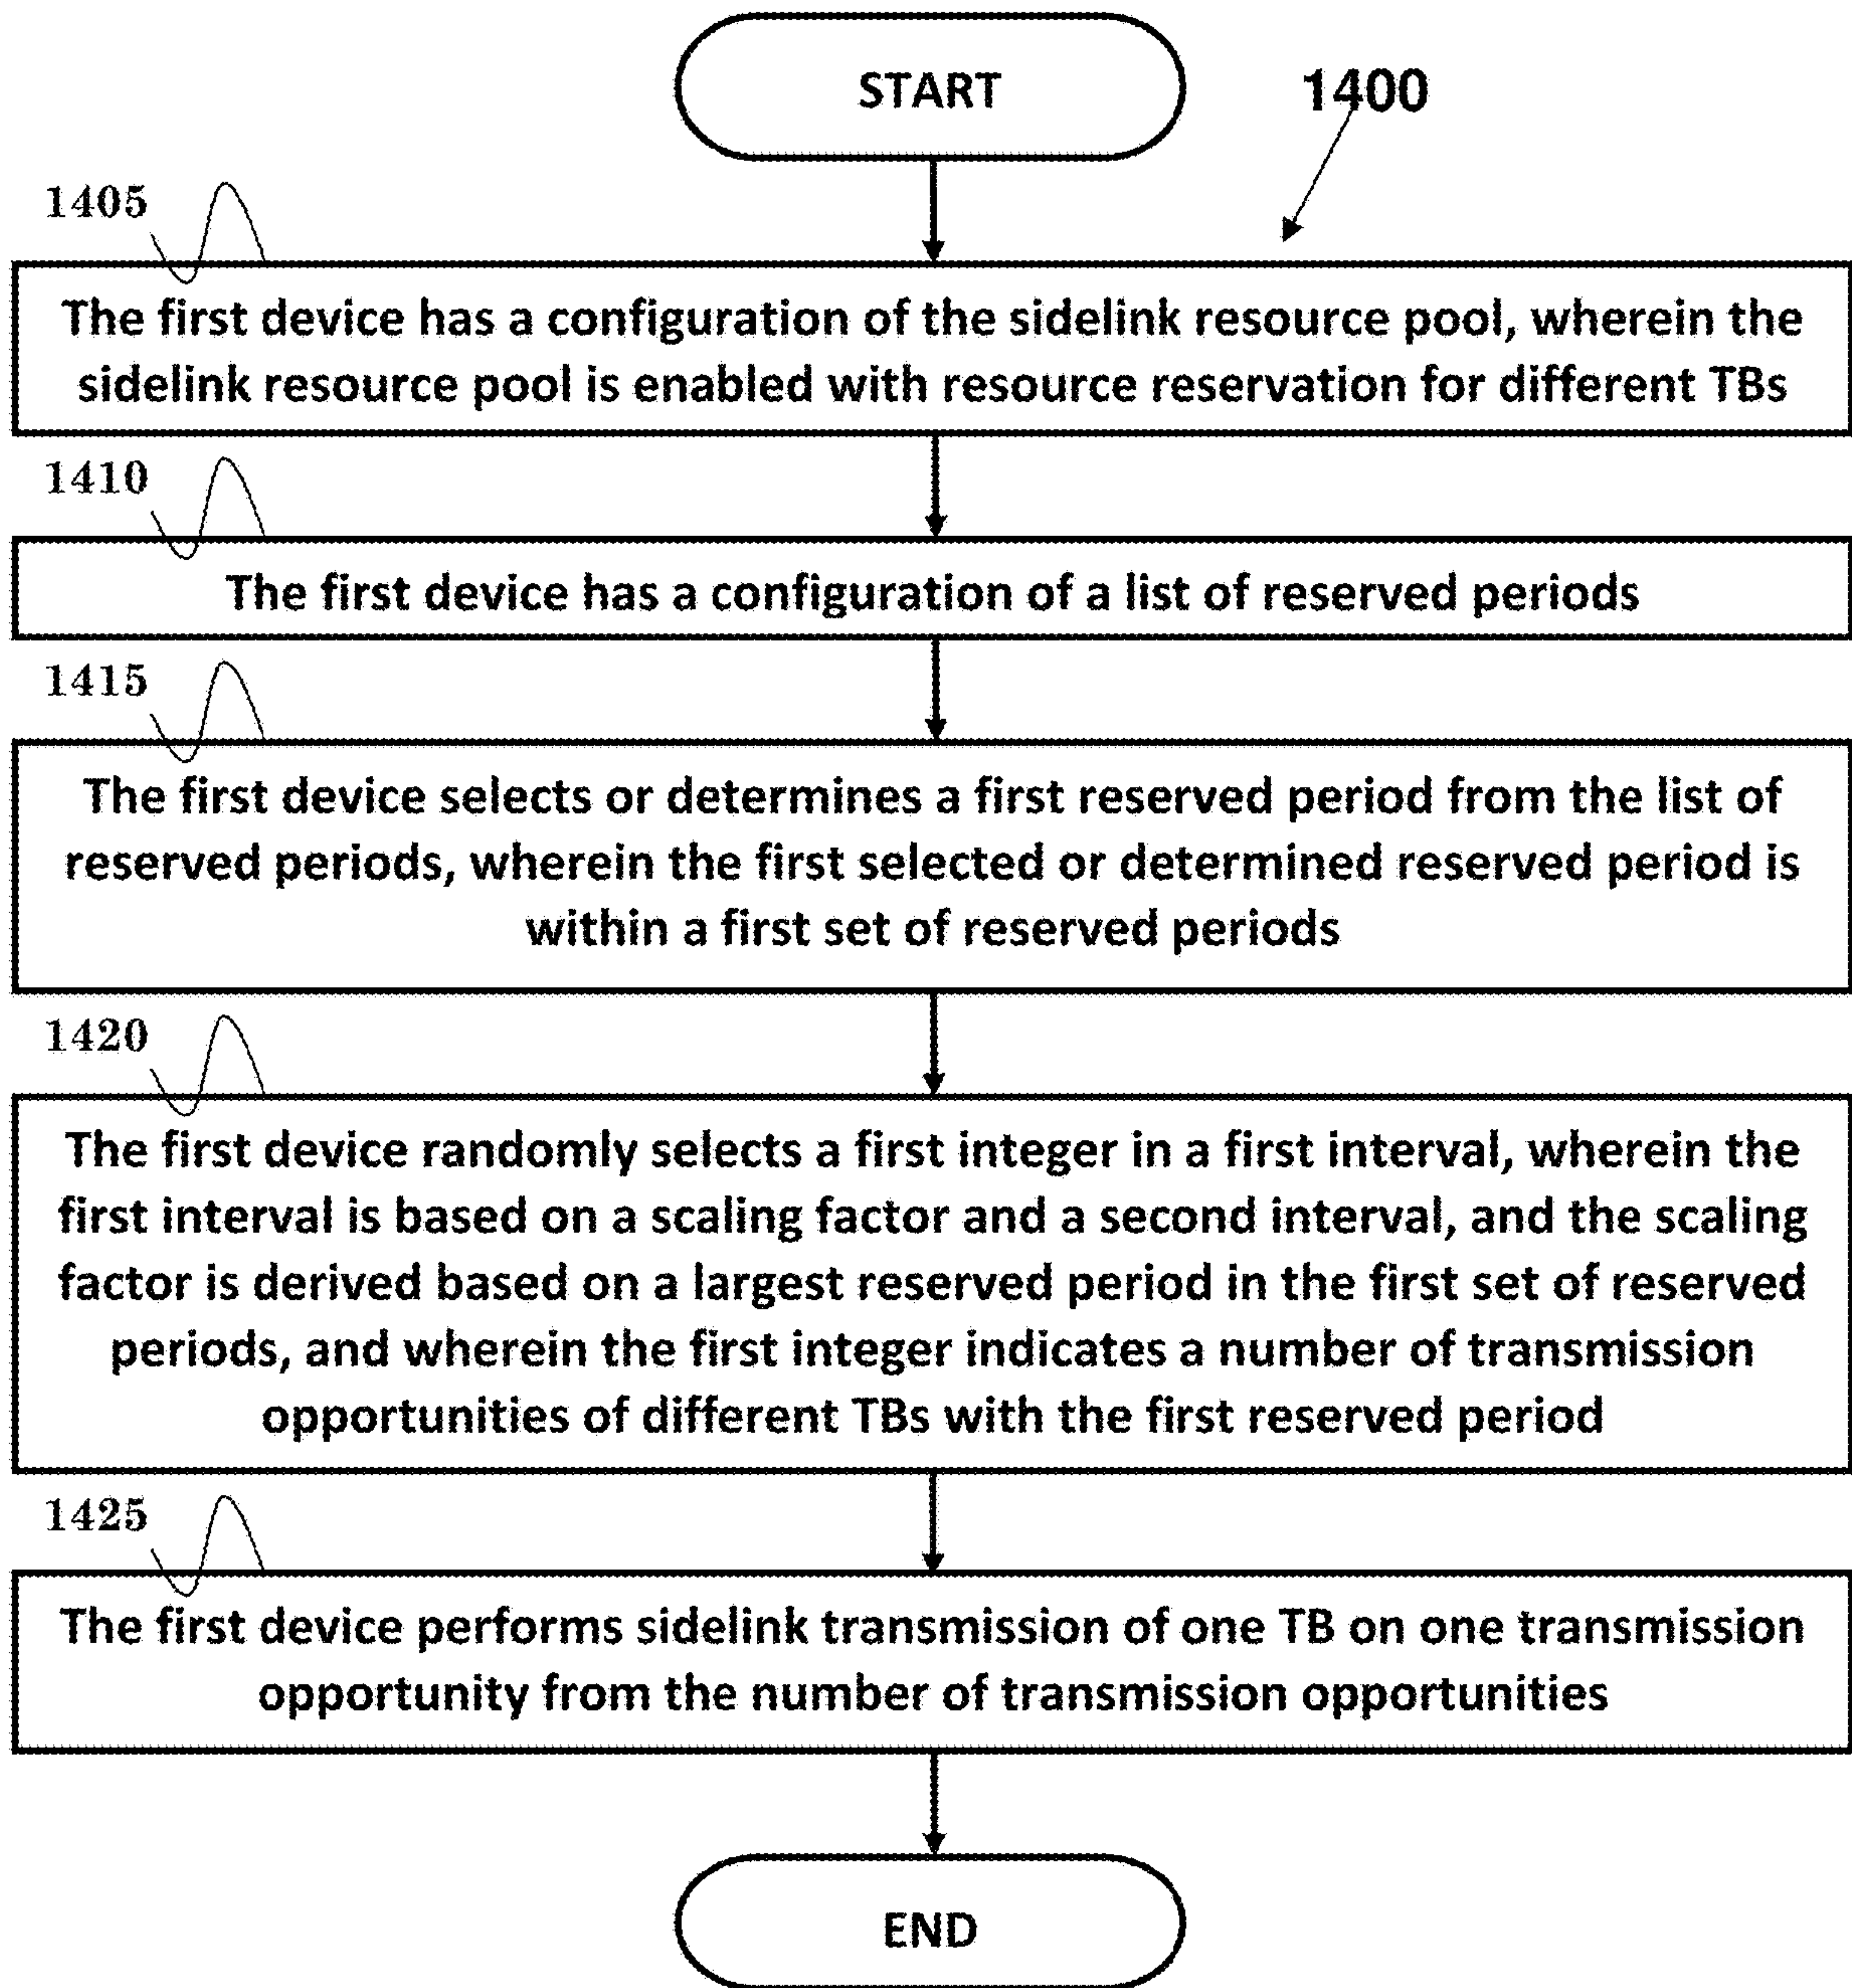 START
1400
1405
The first device has a configuration of the sidelink resource pool, wherein the
sidelink resource pool is enabled with resource reservation for different TBs
1410
The first device has a configuration of a list of reserved periods
1415
The first device selects or determines a first reserved period from the list of
reserved periods, wherein the first selected or determined reserved period is
within a first set of reserved periods
1420
The first device randomly selects a first integer in a first interval, wherein the
first interval is based on a scaling factor and a second interval, and the scaling
factor is derived based on a largest reserved period in the first set of reserved
periods, and wherein the first integer indicates a number of transmission
opportunities of different TBs with the first reserved period
1425
The first device performs sidelink transmission of one TB on one transmission
opportunity from the number of transmission opportunities
END